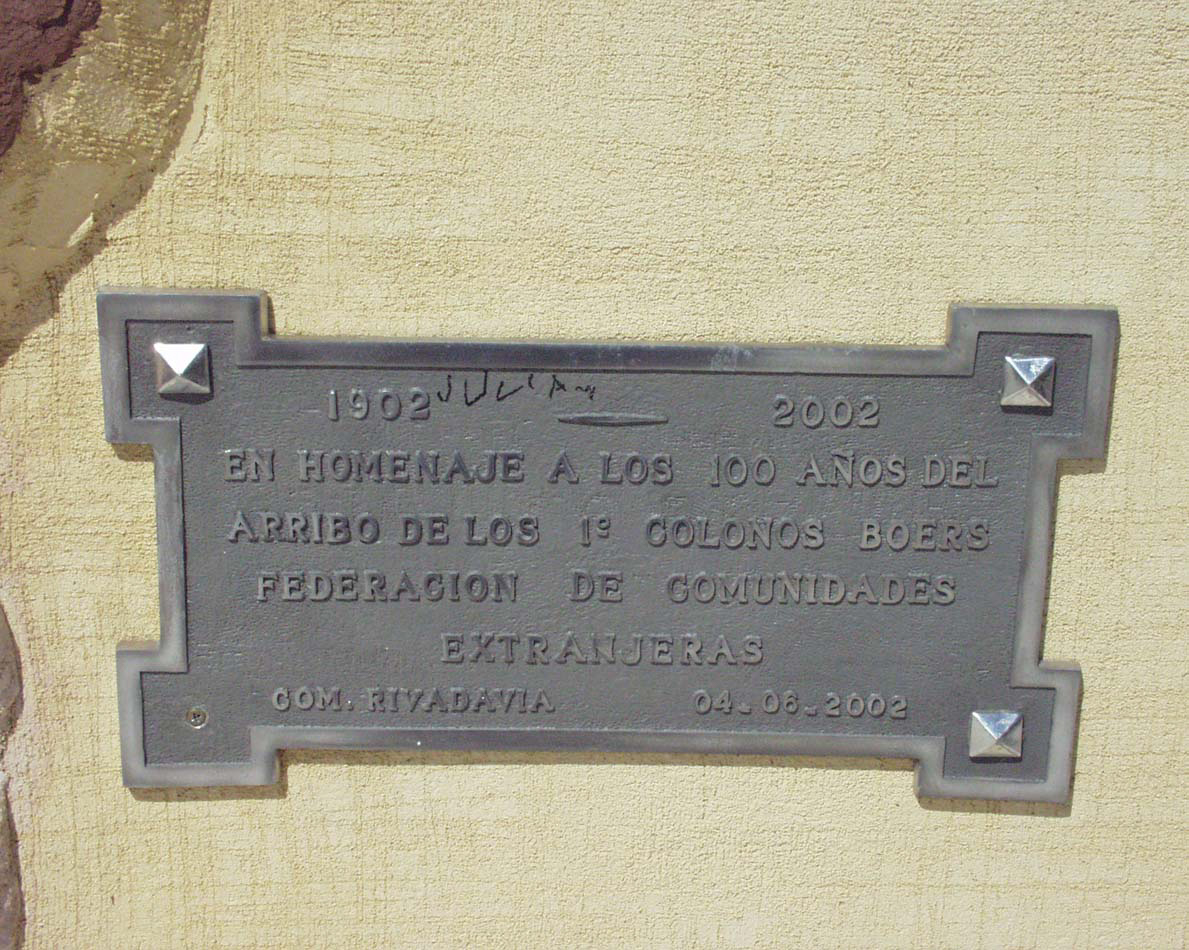 1902 — 2002
EN HOMENAJE A LOS 100 AÑOS DEL
ARRIBO DE LOS 1º COLONOS BOERS
FEDERACION DE COMUNIDADES
EXTRANJERAS
COM. RIVADAVIA 04-06-2002